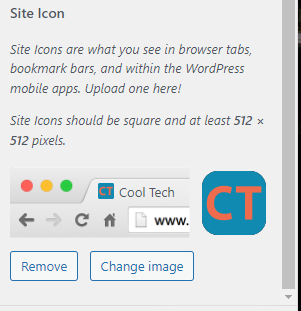 Site Icon
Site Icons are what you see in browser tabs,
bookmark bars, and within the WordPress
mobile apps. Upload one here!
Site Icons should be square and at least 512 ×
512 pixels.
CT Cool Tech
CT
www.
Remove
Change image